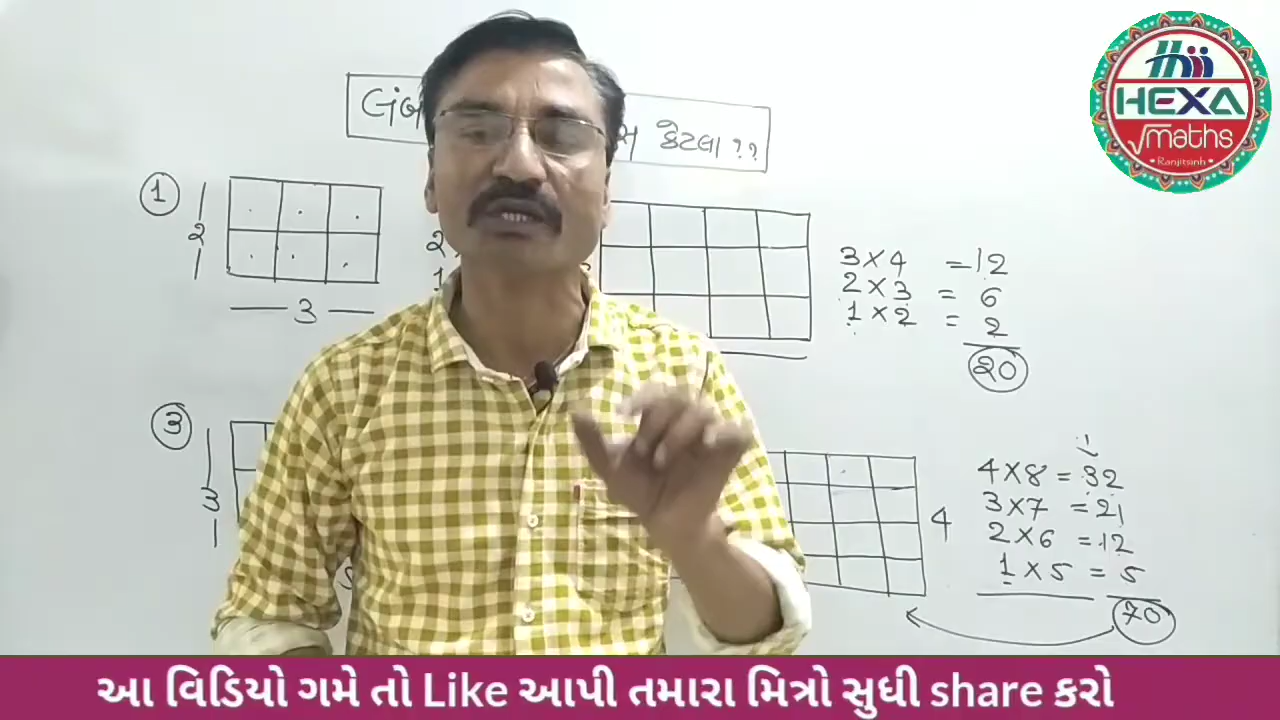 HEXA
maths
Ranjitsinh
કેટલા ??
1
2
3
2
1
3×4 = 12
2×3 = 6
1×2 = 2
20
3
3
4
4×8 = 32
3×7 = 21
2×6 = 12
1×5 = 5
70
આ વિડિયો ગમે તો Like આપી તમારા મિત્રો સુધી share કરો